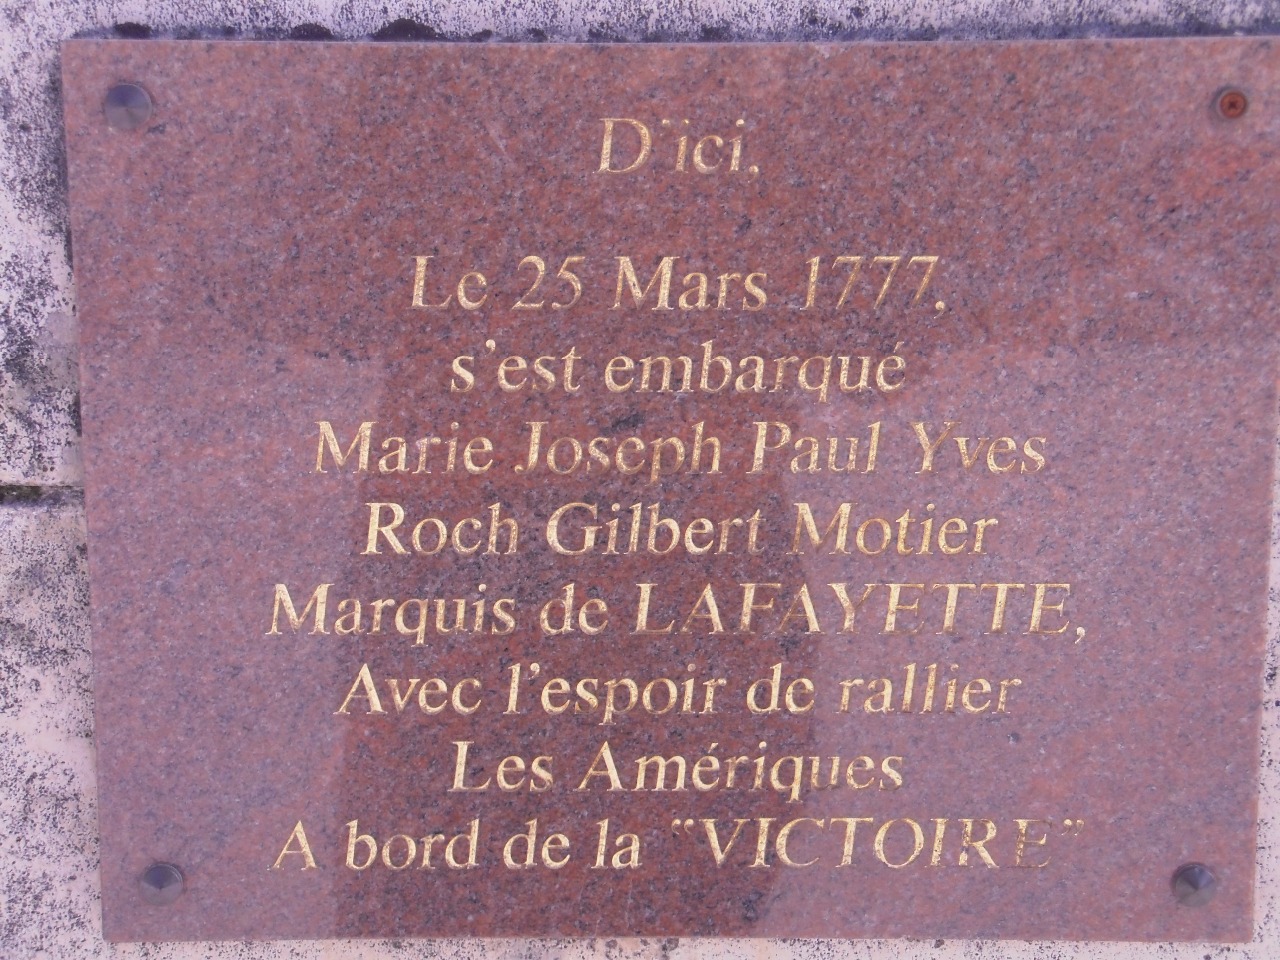 D'ici,
Le 25 Mars 1777,
s'est embarqué
Marie Joseph Paul Yves
Roch Gilbert Motier
Marquis de LAFAYETTE,
Avec l'espoir de rallier
Les Amériques
A bord de la "VICTOIRE"